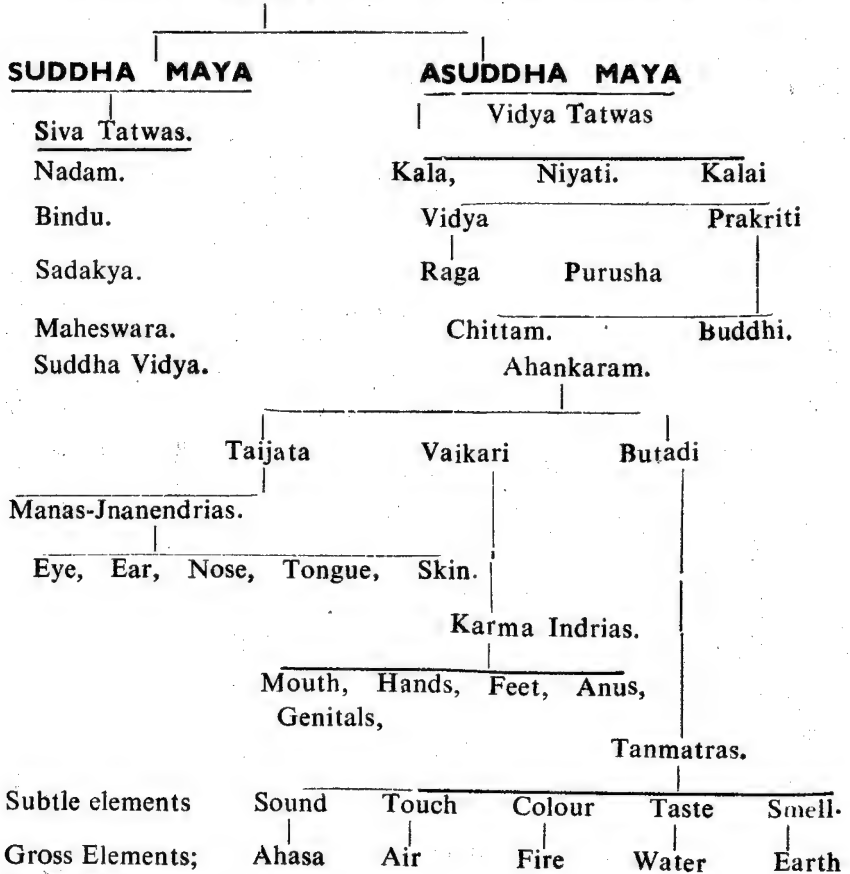 SUDDHA MAYA ASUDDHA MAYA
Siva Tatwas. Vidya Tatwas
Nadam. Kala, Niyati. Kalai
Bindu. Vidya Prakriti
Sadakya. Raga Purusha
Maheswara. Chittam. Buddhi.
Suddha Vidya. Ahankaram.
Taijata Vaikari Butadi
Manas-Jnanendrias.
Eye, Ear, Nose, Tongue, Skin.
Karma Indrias.
Mouth, Hands, Feet, Anus,
Genitals,
Tanmatras.
Subtle elements Sound Touch Colour Taste Smell.
Gross Elements; Ahasa Air Fire Water Earth